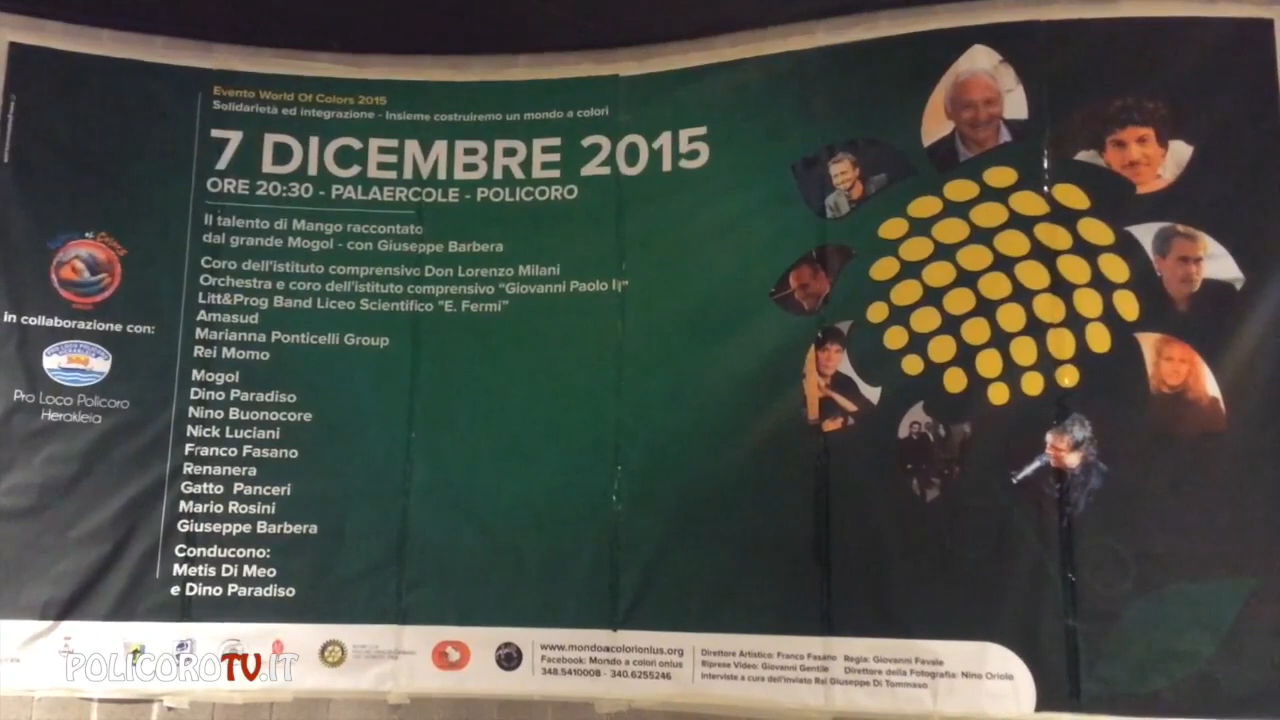 Evento World Of Colors 2015
Solidarietà ed integrazione - Insieme costruiremo un mondo a colori
7 DICEMBRE 2015
ORE 20:30 - PALAERCOLE - POLICORO
Il talento di Mango raccontato
dal grande Mogol - con Giuseppe Barbera
Coro dell'istituto comprensivo Don Lorenzo Milani
Orchestra e coro dell'istituto comprensivo "Giovanni Paolo II"
Litt&Prog Band Liceo Scientifico "E. Fermi"
Amasud
Marianna Ponticelli Group
Rei Momo
Mogol
Dino Paradiso
Nino Buonocore
Nick Luciani
Franco Fasano
Renanera
Gatto Panceri
Mario Rosini
Giuseppe Barbera
Conducono:
Metis Di Meo
e Dino Paradiso
in collaborazione con:
Pro Loco Policoro
Herakleia
www.mondoacolorionlus.org
Facebook: Mondo a colori onlus
348.5410008 - 340.6255246
Direttore Artistico: Franco Fasano Regia: Giovanni Favale
Riprese Video: Giovanni Gentile Direttore della Fotografia: Nino Oriolo
Interviste a cura dell'inviato Rai Giuseppe Di Tommaso
POLICOROTV.IT